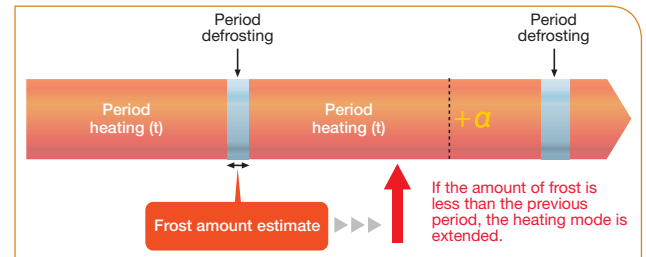 Period
defrosting
Period
defrosting
Period
heating (t)
Period
heating (t)
+α
Frost amount estimate
If the amount of frost is
less than the previous
period, the heating mode is
extended.